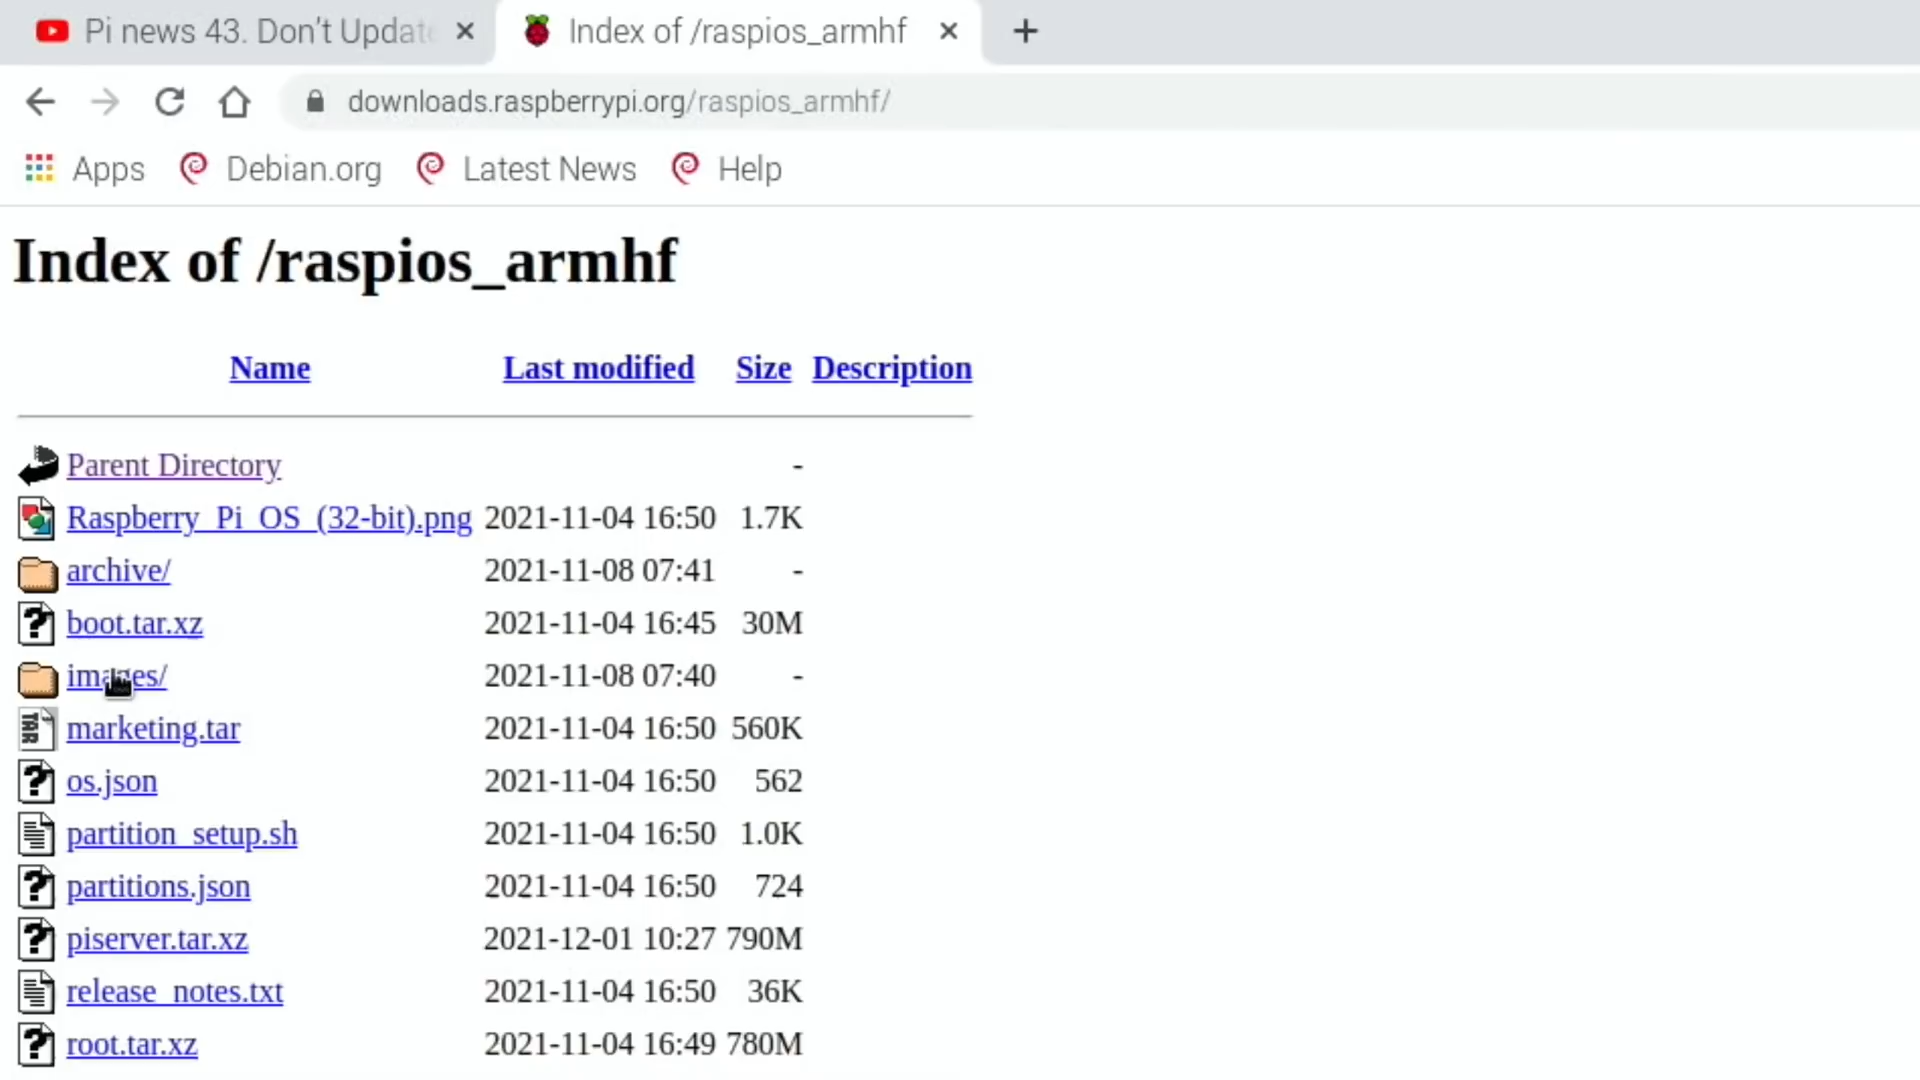 Pi news 43. Don't Update
Index of /raspios_armhf
downloads.raspberrypi.org/raspios_armhf/
Apps Debian.org Latest News Help
Index of /raspios_armhf
Name Last modified Size Description
Parent Directory -
Raspberry_Pi_OS_(32-bit).png 2021-11-04 16:50 1.7K
archive/ 2021-11-08 07:41 -
boot.tar.xz 2021-11-04 16:45 30M
images/ 2021-11-08 07:40 -
marketing.tar 2021-11-04 16:50 560K
os.json 2021-11-04 16:50 562
partition_setup.sh 2021-11-04 16:50 1.0K
partitions.json 2021-11-04 16:50 724
piserver.tar.xz 2021-12-01 10:27 790M
release_notes.txt 2021-11-04 16:50 36K
root.tar.xz 2021-11-04 16:49 780M